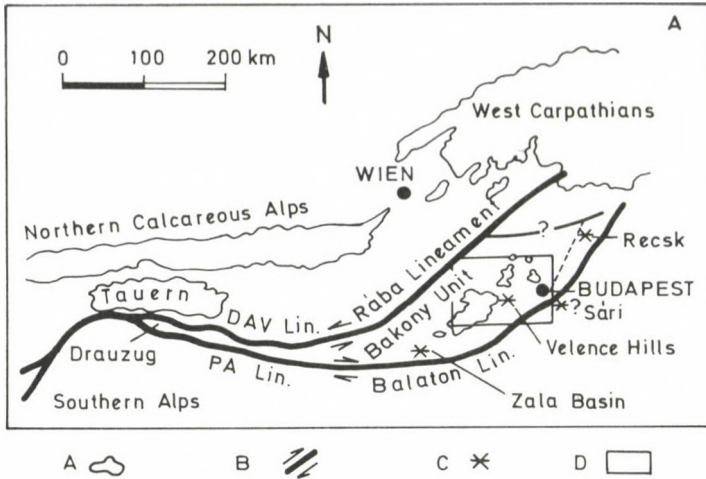 A
0 100 200 km
N
West Carpathians
WIEN
Northern Calcareous Alps
Rába Lineament
?
Recsk
Tauern
Bakony Unit
BUDAPEST
? Sári
DAV Lin.
Drauzug
PA Lin.
Balaton Lin.
Velence Hills
Southern Alps
Zala Basin
A B C D